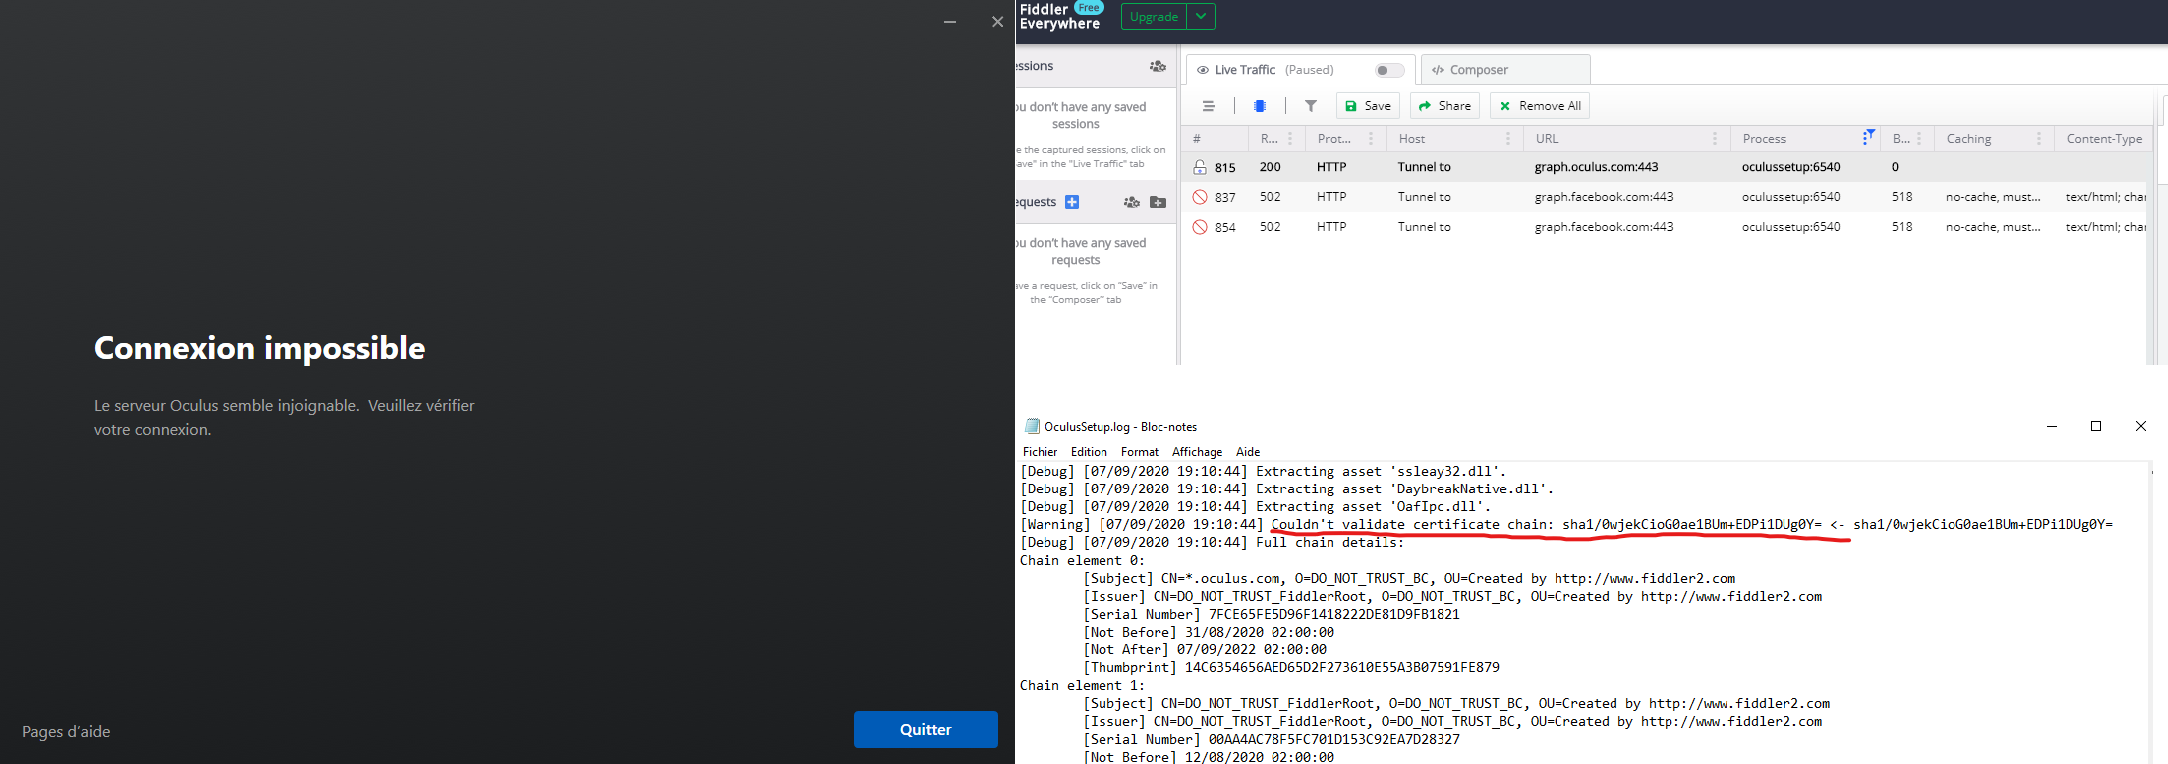 Connexion impossible
Le serveur Oculus semble injoignable.  Veuillez vérifier
votre connexion.
Pages d'aide
Quitter
Fiddler Free
Everywhere
Upgrade
essions
ou don't have any saved
sessions
e the captured sessions, click on
ave" in the "Live Traffic" tab
equests
ou don't have any saved
requests
ave a request, click on "Save" in
the "Composer" tab
Live Traffic (Paused)
Composer
Save Share Remove All
# R... Prot... Host URL Process B... Caching Content-Type
815 200 HTTP Tunnel to graph.oculus.com:443 oculussetup:6540 0
837 502 HTTP Tunnel to graph.facebook.com:443 oculussetup:6540 518 no-cache, must... text/html; char
854 502 HTTP Tunnel to graph.facebook.com:443 oculussetup:6540 518 no-cache, must... text/html; char
OculusSetup.log - Bloc-notes
Fichier Edition Format Affichage Aide
[Debug] [07/09/2020 19:10:44] Extracting asset 'ssleay32.dll'.
[Debug] [07/09/2020 19:10:44] Extracting asset 'DaybreakNative.dll'.
[Debug] [07/09/2020 19:10:44] Extracting asset 'OafIpc.dll'.
[Warning] [07/09/2020 19:10:44] Couldn't validate certificate chain: sha1/0wjekCioG0ae1BUm+EDPi1DUg0Y= <- sha1/0wjekCioG0ae1BUm+EDPi1DUg0Y=
[Debug] [07/09/2020 19:10:44] Full chain details:
Chain element 0:
[Subject] CN=*.oculus.com, O=DO_NOT_TRUST_BC, OU=Created by http://www.fiddler2.com
[Issuer] CN=DO_NOT_TRUST_FiddlerRoot, O=DO_NOT_TRUST_BC, OU=Created by http://www.fiddler2.com
[Serial Number] 7FCE65FE5D96F1418222DE81D9FB1821
[Not Before] 31/08/2020 02:00:00
[Not After] 07/09/2022 02:00:00
[Thumbprint] 14C6354656AED65D2F273610E55A3B07591FE879
Chain element 1:
[Subject] CN=DO_NOT_TRUST_FiddlerRoot, O=DO_NOT_TRUST_BC, OU=Created by http://www.fiddler2.com
[Issuer] CN=DO_NOT_TRUST_FiddlerRoot, O=DO_NOT_TRUST_BC, OU=Created by http://www.fiddler2.com
[Serial Number] 00AA4AC78F5FC701D153C92EA7D28327
[Not Before] 12/08/2020 02:00:00